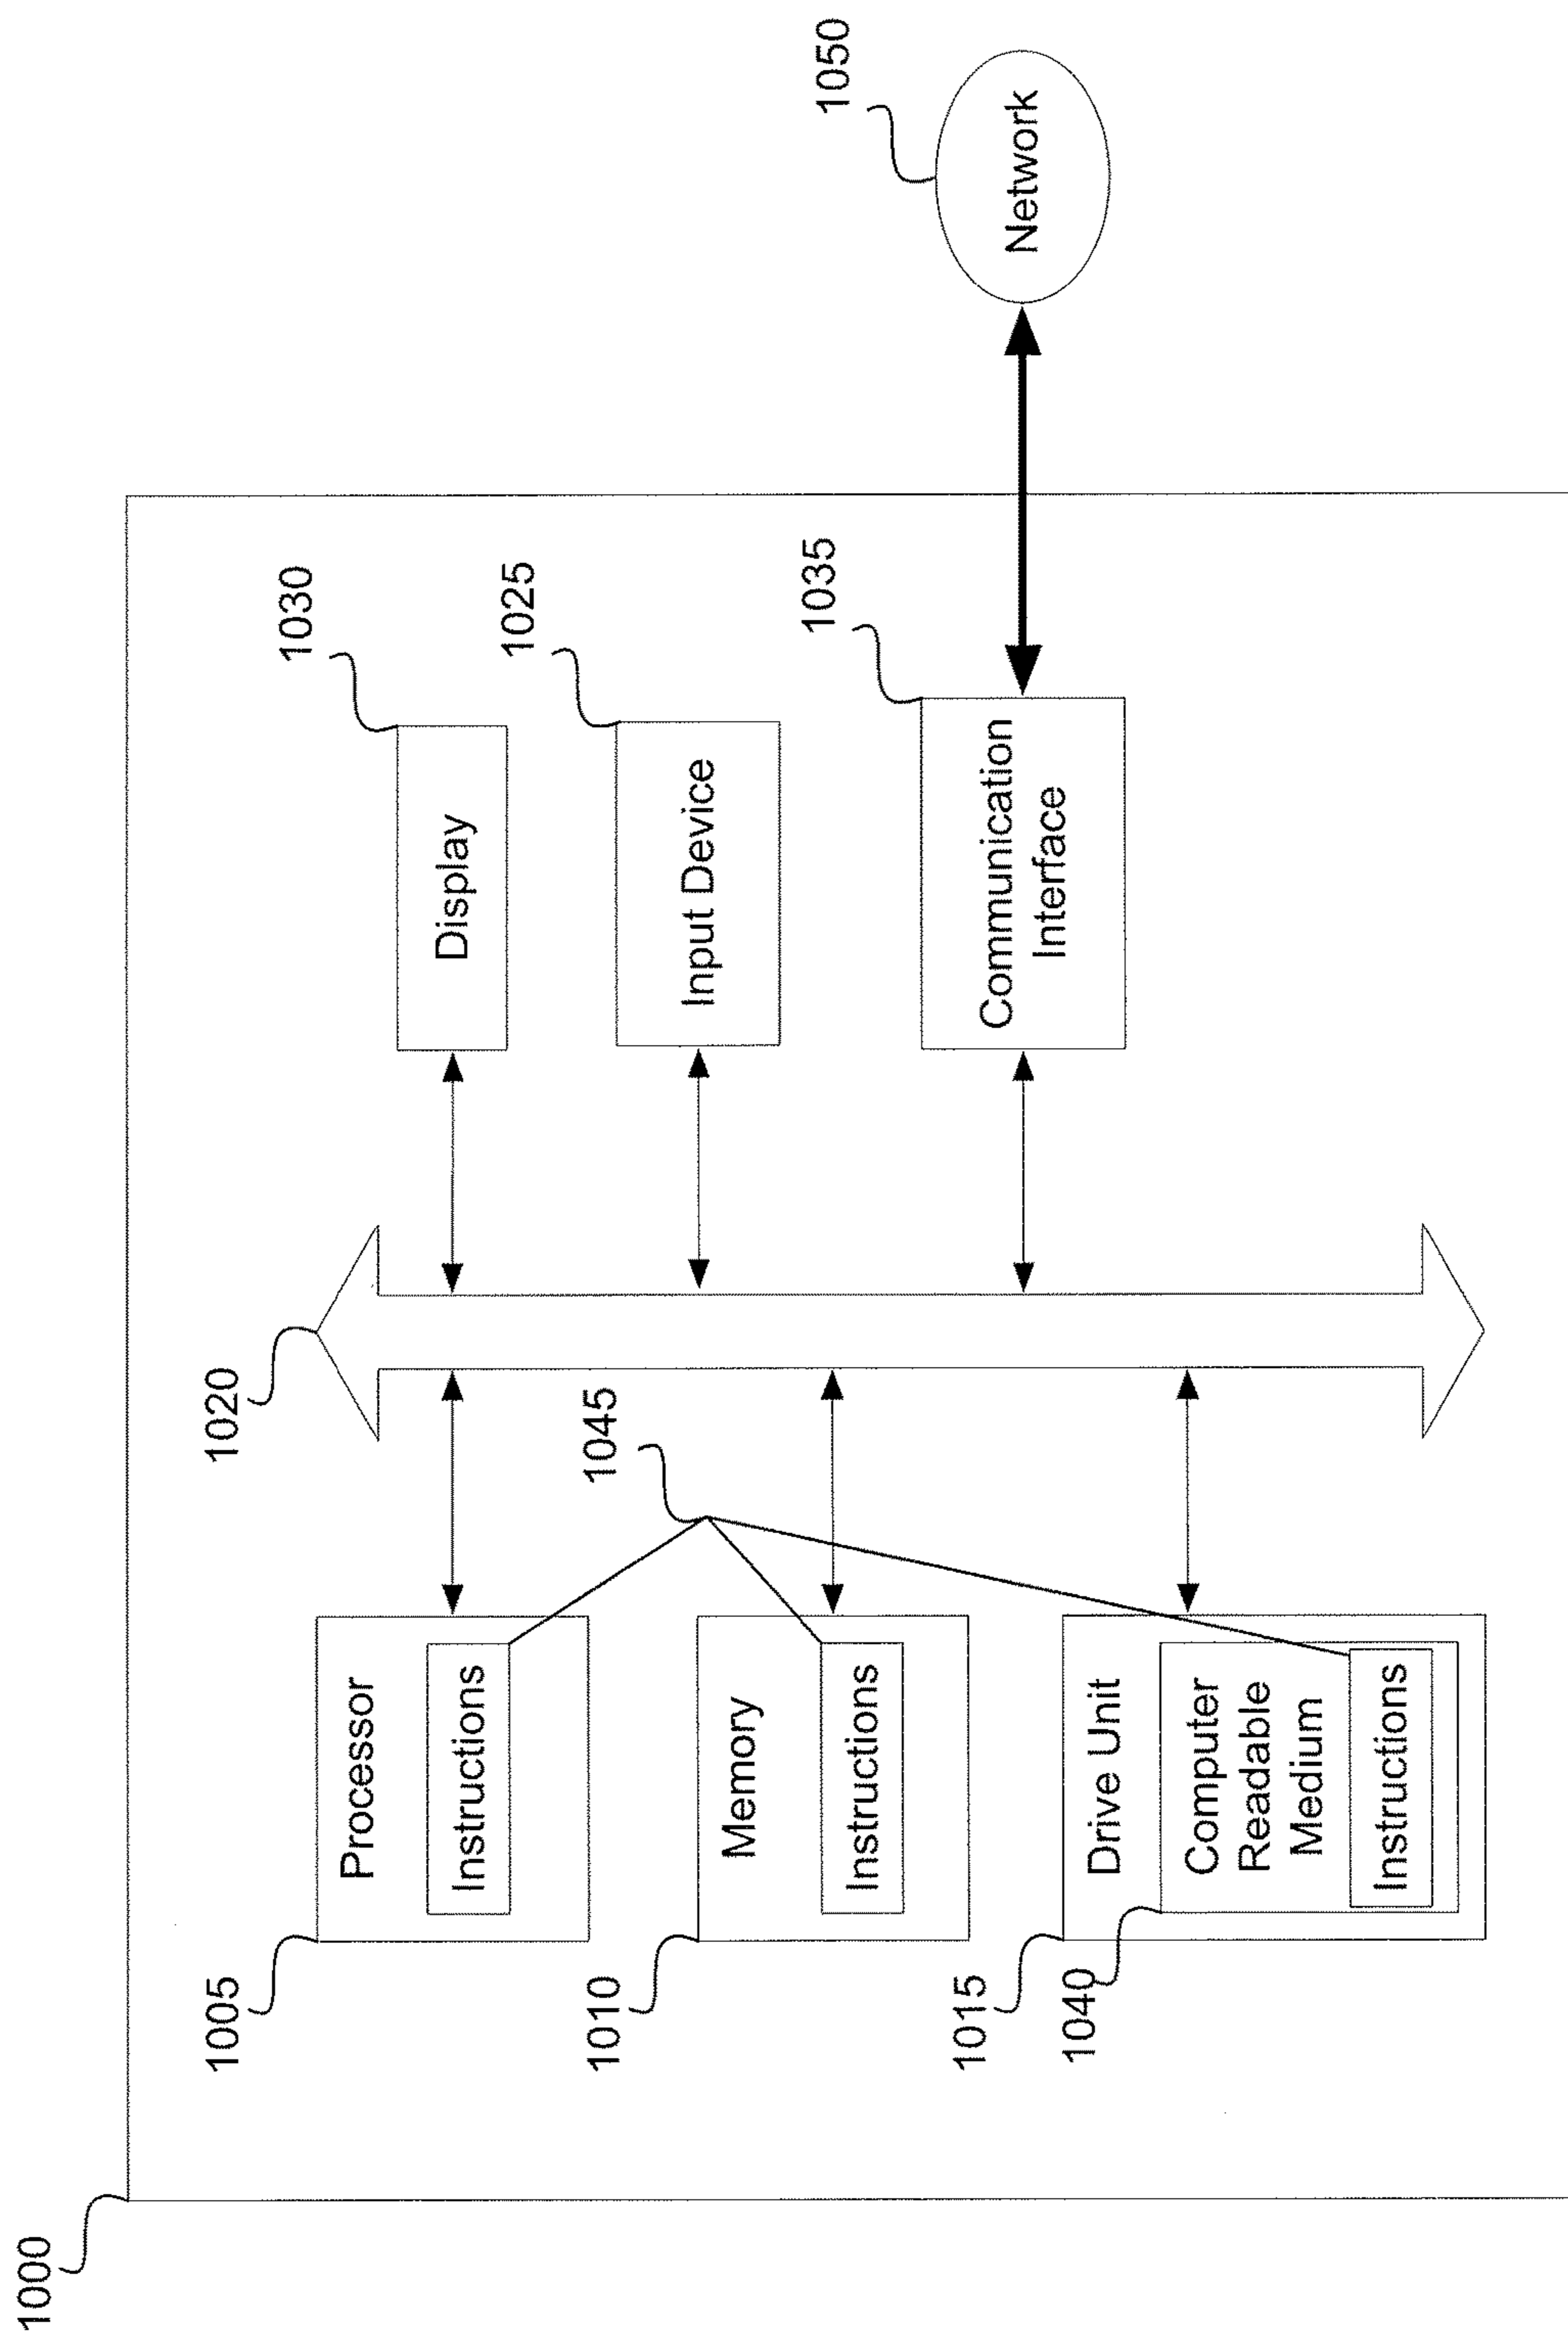 1000
1005
Processor
Instructions
1010
Memory
Instructions
1015
Drive Unit
1040
Computer
Readable
Medium
Instructions
1020
1045
1030
Display
1025
Input Device
1035
Communication
Interface
1050
Network